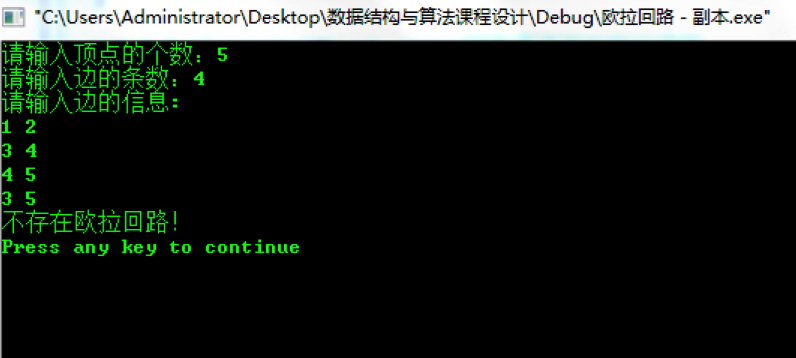 "C:\Users\Administrator\Desktop\数据结构与算法课程设计\Debug\欧拉回路 - 副本.exe"
请输入顶点的个数：5
请输入边的条数：4
请输入边的信息：
1 2
3 4
4 5
3 5
不存在欧拉回路！
Press any key to continue